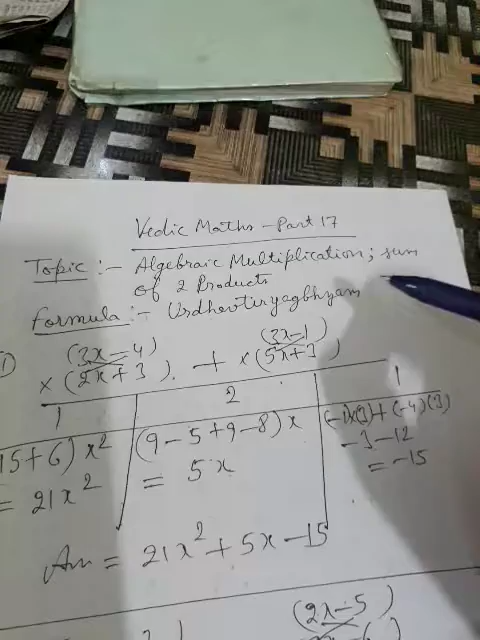 Vedic Maths - Part 17
Topic :- Algebraic Multiplication; sum
of 2 Products
Formula :- Urdhavtiryagbhyam
(3x-4) (3x-1)
× (2x+3) . + × (5x+3)
1 2 1
15+6) x² (9-5+9-8) x (-1)(3) + (-4)(3)
= 21x² = 5x -3-12
= -15
Ans = 21x² + 5x - 15
(2x-5)